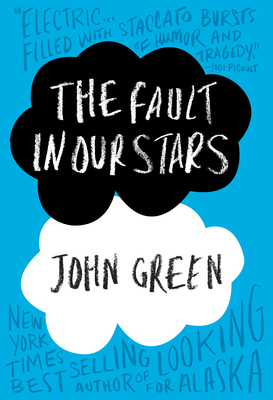 "ELECTRIC...
FILLED WITH STACCATO BURSTS
OF HUMOR AND
TRAGEDY."
—JODI PICOULT
THE FAULT
IN OUR STARS
JOHN GREEN
NEW
YORK
TIMES
BEST SELLING
AUTHOR OF
LOOKING
FOR ALASKA